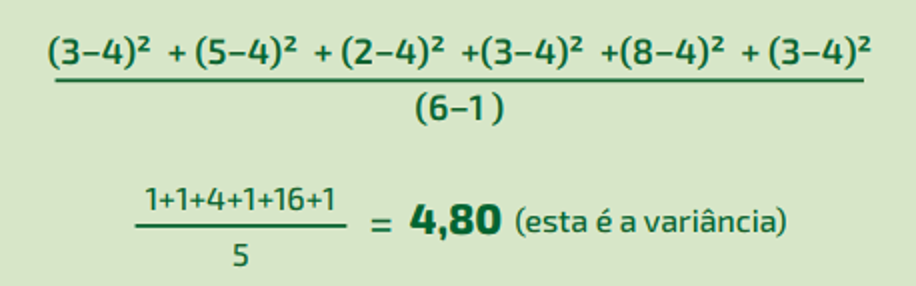 (3–4)² + (5–4)² + (2–4)² +(3–4)² +(8–4)² + (3–4)²
(6–1)
1+1+4+1+16+1
5
= 4,80 (esta é a variância)